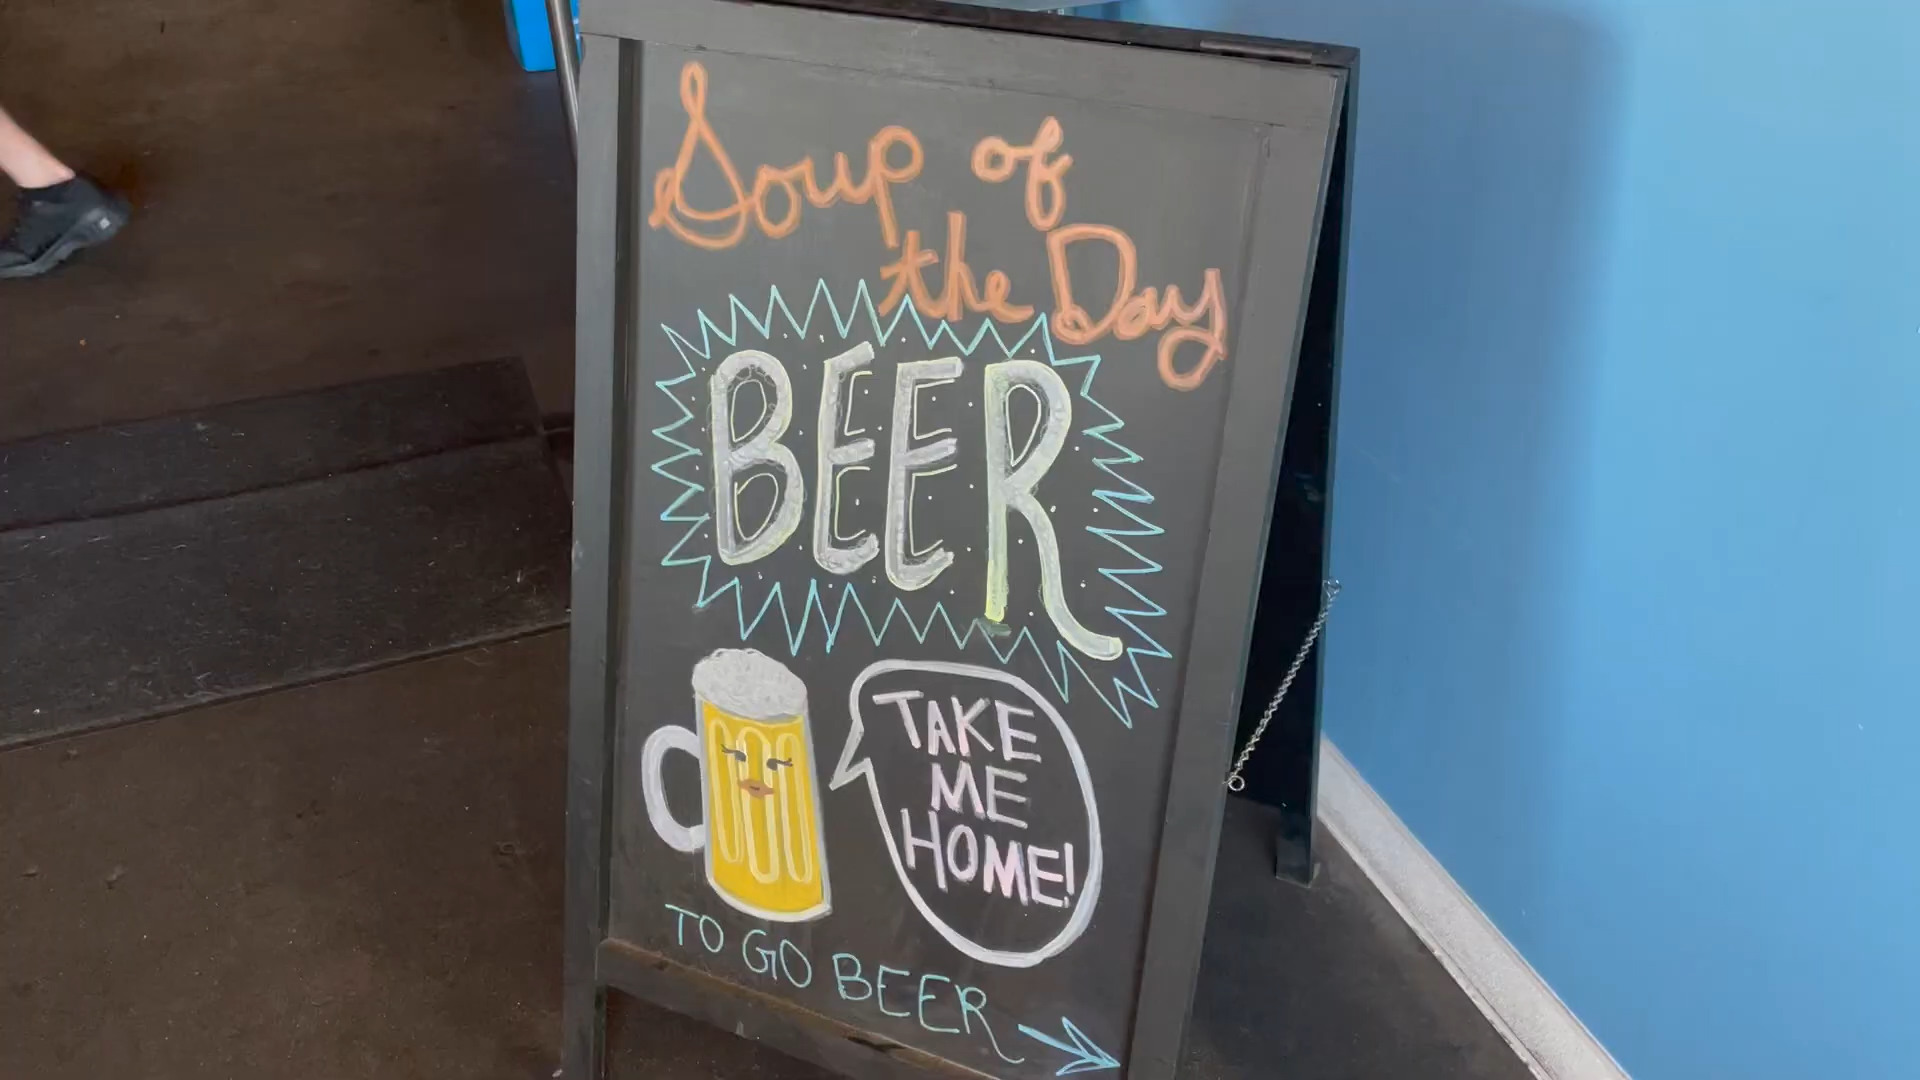 Soup of
the Day
BEER
TAKE
ME
HOME!
TO GO BEER